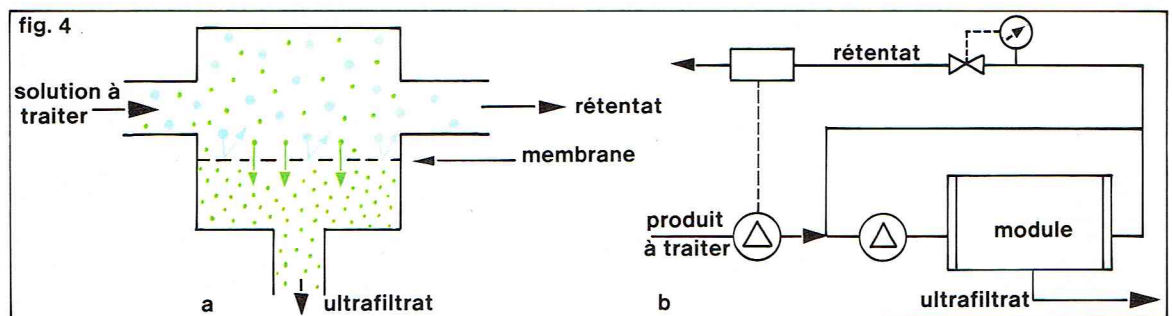 fig. 4
solution à
traiter
rétentat
membrane
ultrafiltrat
a
rétentat
produit
à traiter
module
ultrafiltrat
b